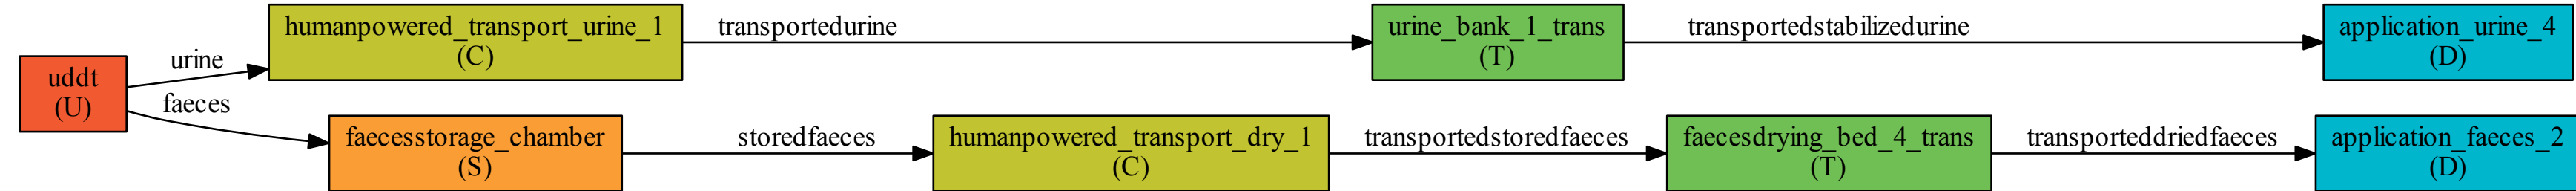 uddt
(U)
urine
faeces
humanpowered_transport_urine_1
(C)
transportedurine
urine_bank_1_trans
(T)
transportedstabilizedurine
application_urine_4
(D)
faecesstorage_chamber
(S)
storedfaeces
humanpowered_transport_dry_1
(C)
transportedstoredfaeces
faecesdrying_bed_4_trans
(T)
transporteddriedfaeces
application_faeces_2
(D)